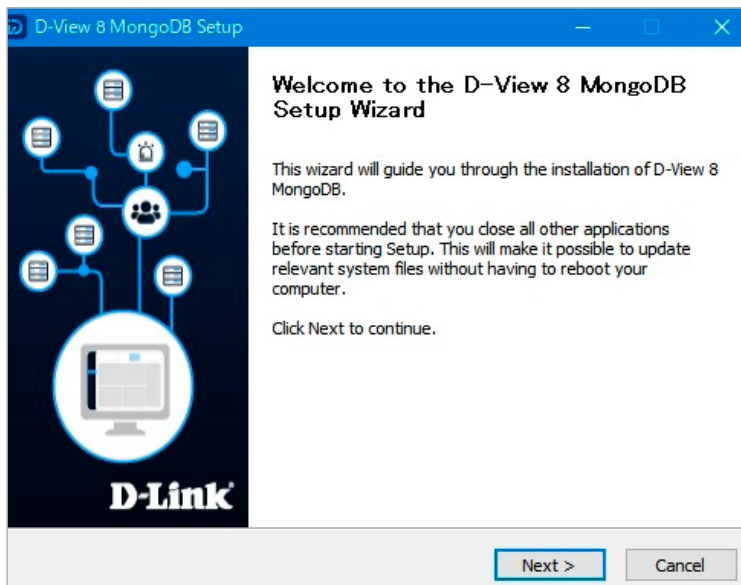 D-View 8 MongoDB Setup
Welcome to the D-View 8 MongoDB
Setup Wizard
This wizard will guide you through the installation of D-View 8
MongoDB.
It is recommended that you close all other applications
before starting Setup. This will make it possible to update
relevant system files without having to reboot your
computer.
Click Next to continue.
D-Link
Next >
Cancel